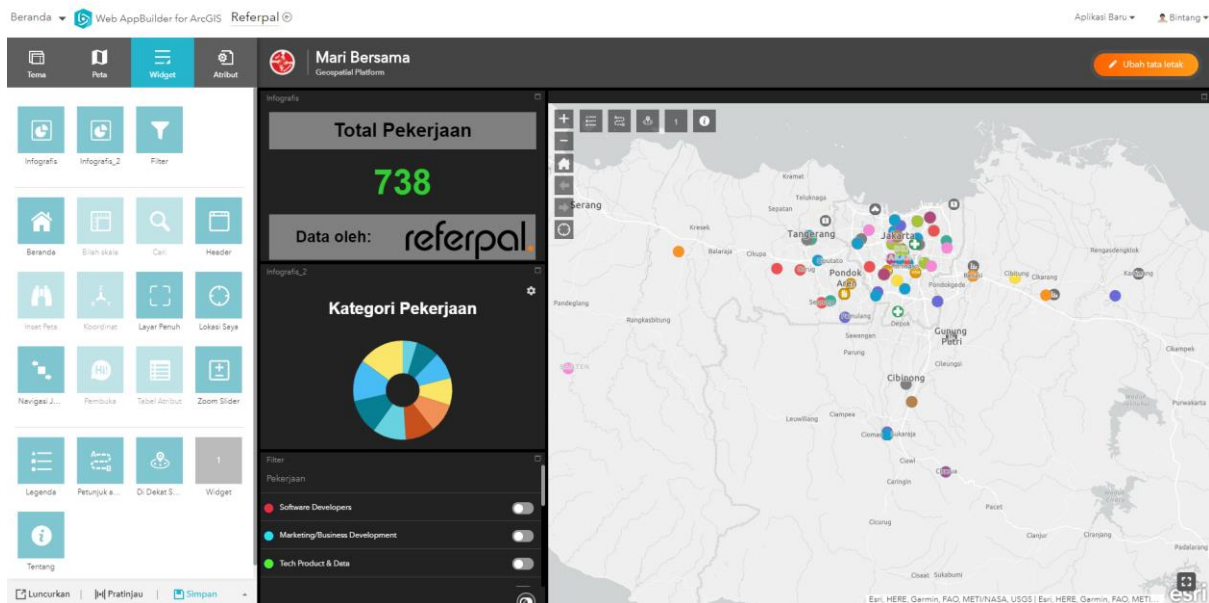 Beranda Web AppBuilder for ArcGIS Referpal
Aplikasi Baru Bintang
Tema Peta Widget Atribut
Mari Bersama
Geospatial Platform
Ubah tata letak
Infografis Infografis_2 Filter
Beranda Bilah skala Cari Header
Inset Peta Koordinat Layar Penuh Lokasi Saya
Navigasi J... Pembuka Tabel Atribut Zoom Slider
Legenda Petunjuk a... Di Dekat S... Widget
1
Tentang
Luncurkan | Pratinjau | Simpan
Infografis
Total Pekerjaan
738
Data oleh: referpal.
Infografis_2
Kategori Pekerjaan
Filter
Pekerjaan
Software Developers
Marketing/Business Development
Tech Product & Data
1
Serang
Kramat
Teluknaga
Sepatan
Kresek
Tangerang
Jakarta
Balaraja
Cikupa
Rengasdengklok
Pondok
Aren
Pondokgede
Cibitung
Cikarang
Pandeglang
Rangkasbitung
Sawangan
Depok
Gunung
Putri
Parung
Cileungsi
Cikampek
Cibinong
Leuwiliang
Ciampea
Purwakarta
Ciawi
Caringin
Pacet
Cicurug
Cianjur
Ciranjang
Padalarang
Cisaat
Sukabumi
Esri, HERE, Garmin, FAO, METI/NASA, USGS | Esri, HERE, Garmin, FAO, METI...
esri